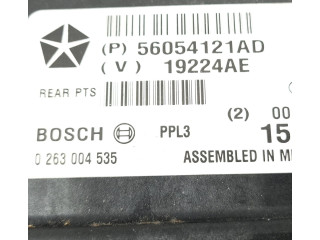 (P) 56054121AD
(V) 19224AE
REAR PTS
(2) 00
BOSCH PPL3 15
0 263 004 535 ASSEMBLED IN